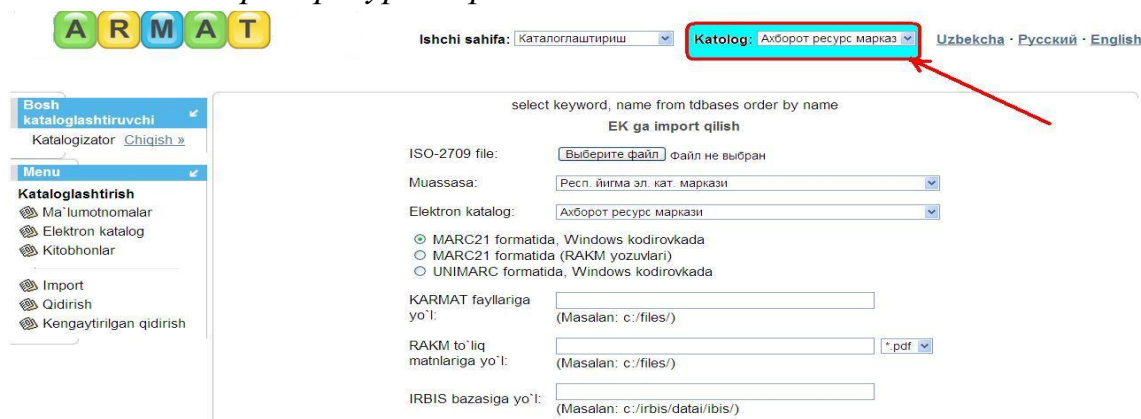 A R M A T
Ishchi sahifa: Каталоглаштириш Katolog: Ахборот ресурс марказ Uzbekcha · Русский · English
Bosh kataloglashtiruvchi
Katalogizator Chiqish »
Menu
Kataloglashtirish
Ma`lumotnomalar
Elektron katalog
Kitobhonlar
Import
Qidirish
Kengaytirilgan qidirish
select keyword, name from tdbases order by name
EK ga import qilish
ISO-2709 file: Выберите файл Файл не выбран
Muassasa: Респ. йигма эл. кат. маркази
Elektron katalog: Ахборот ресурс маркази
MARC21 formatida, Windows kodirovkada
MARC21 formatida (RAKM yozuvlari)
UNIMARC formatida, Windows kodirovkada
KARMAT fayllariga yo`l:
(Masalan: c:/files/)
RAKM to`liq matnlariga yo`l: *.pdf
(Masalan: c:/files/)
IRBIS bazasiga yo`l:
(Masalan: c:/irbis/datai/ibis/)